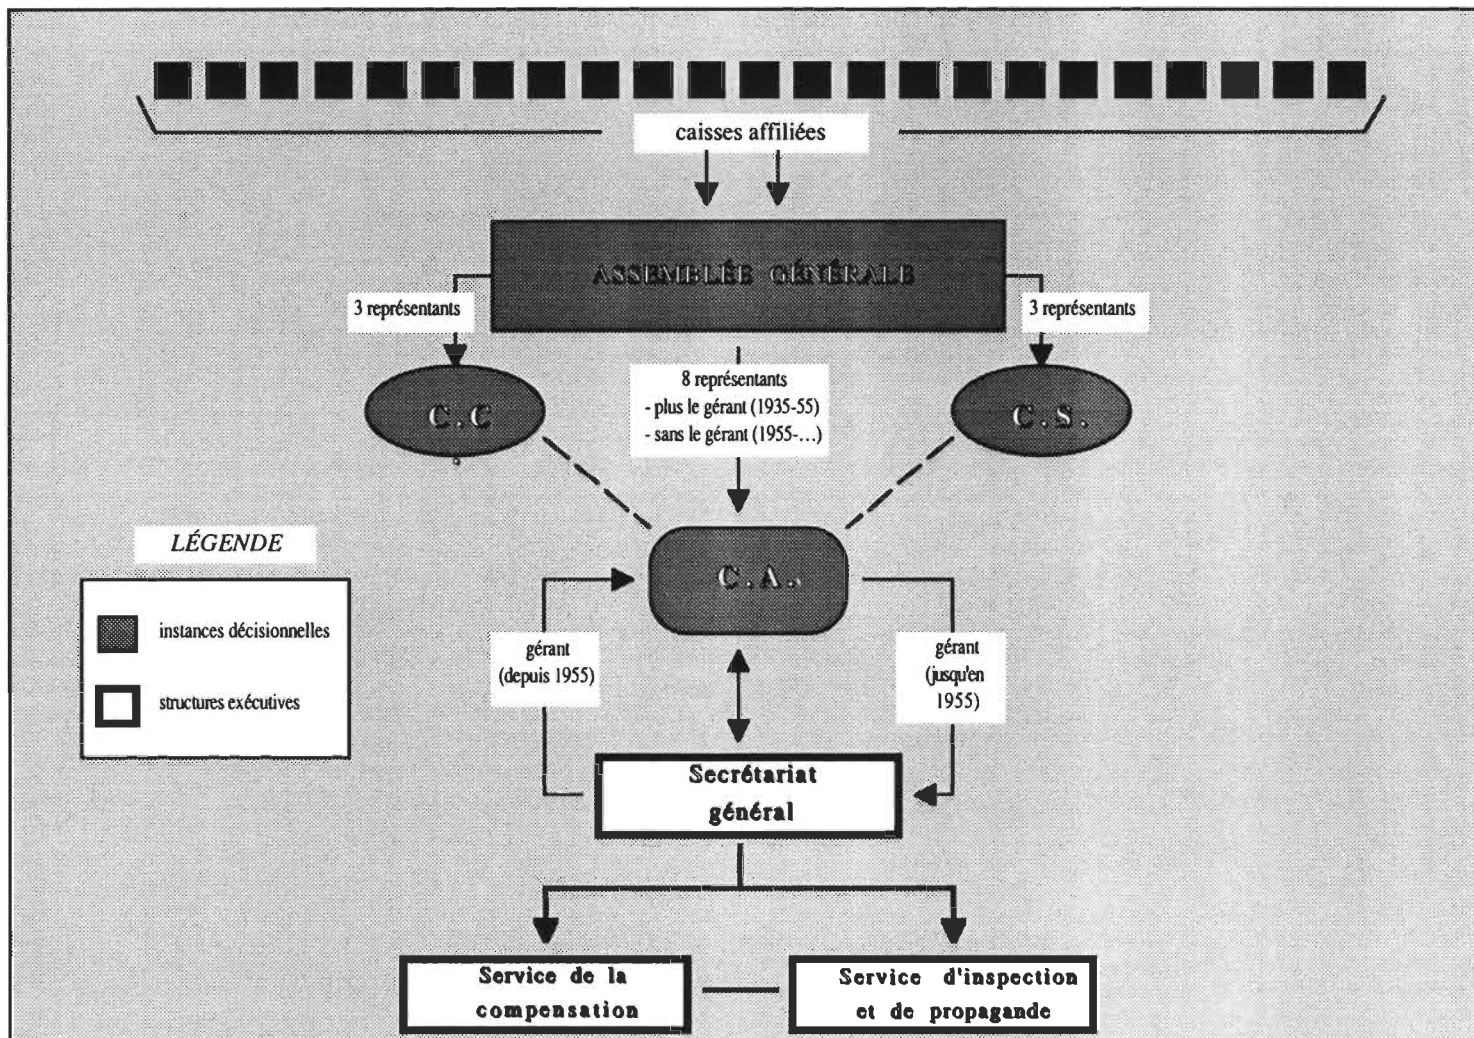 caisses affiliées
ASSEMBLÉE GÉNÉRALE
3 représentants
3 représentants
8 représentants
- plus le gérant (1935-55)
- sans le gérant (1955-...)
C.C
C.S.
C.A.
LÉGENDE
instances décisionnelles
structures exécutives
gérant
(depuis 1955)
gérant
(jusqu'en
1955)
Secrétariat
général
Service de la
compensation
Service d'inspection
et de propagande